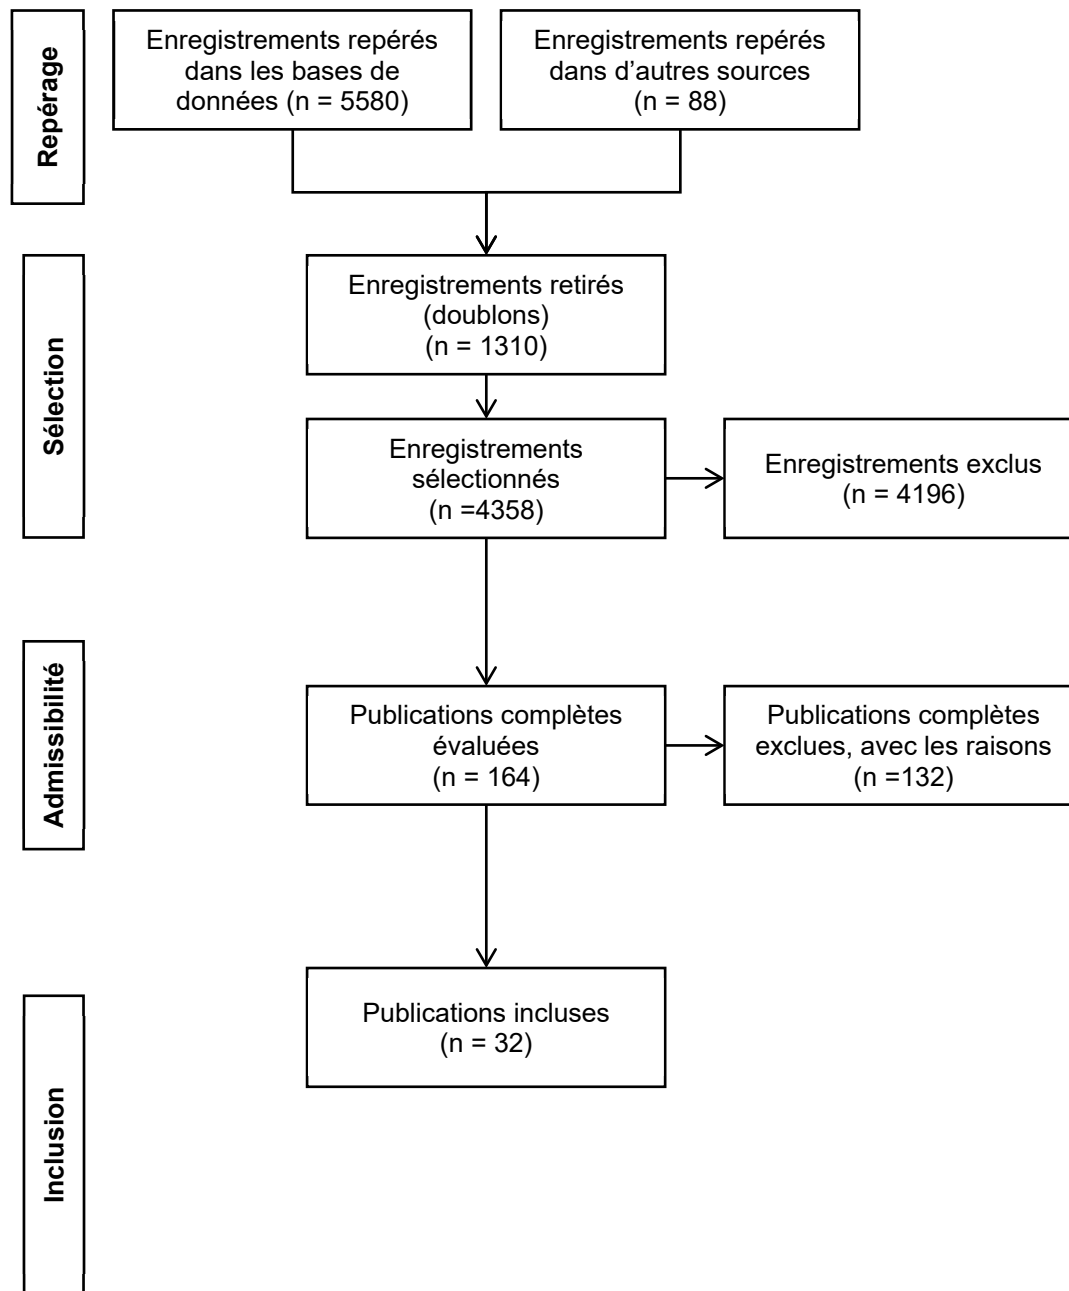 Repérage
Enregistrements repérés
dans les bases de
données (n = 5580)
Enregistrements repérés
dans d’autres sources
(n = 88)
Sélection
Enregistrements retirés
(doublons)
(n = 1310)
Enregistrements
sélectionnés
(n =4358)
Enregistrements exclus
(n = 4196)
Admissibilité
Publications complètes
évaluées
(n = 164)
Publications complètes
exclues, avec les raisons
(n =132)
Inclusion
Publications incluses
(n = 32)